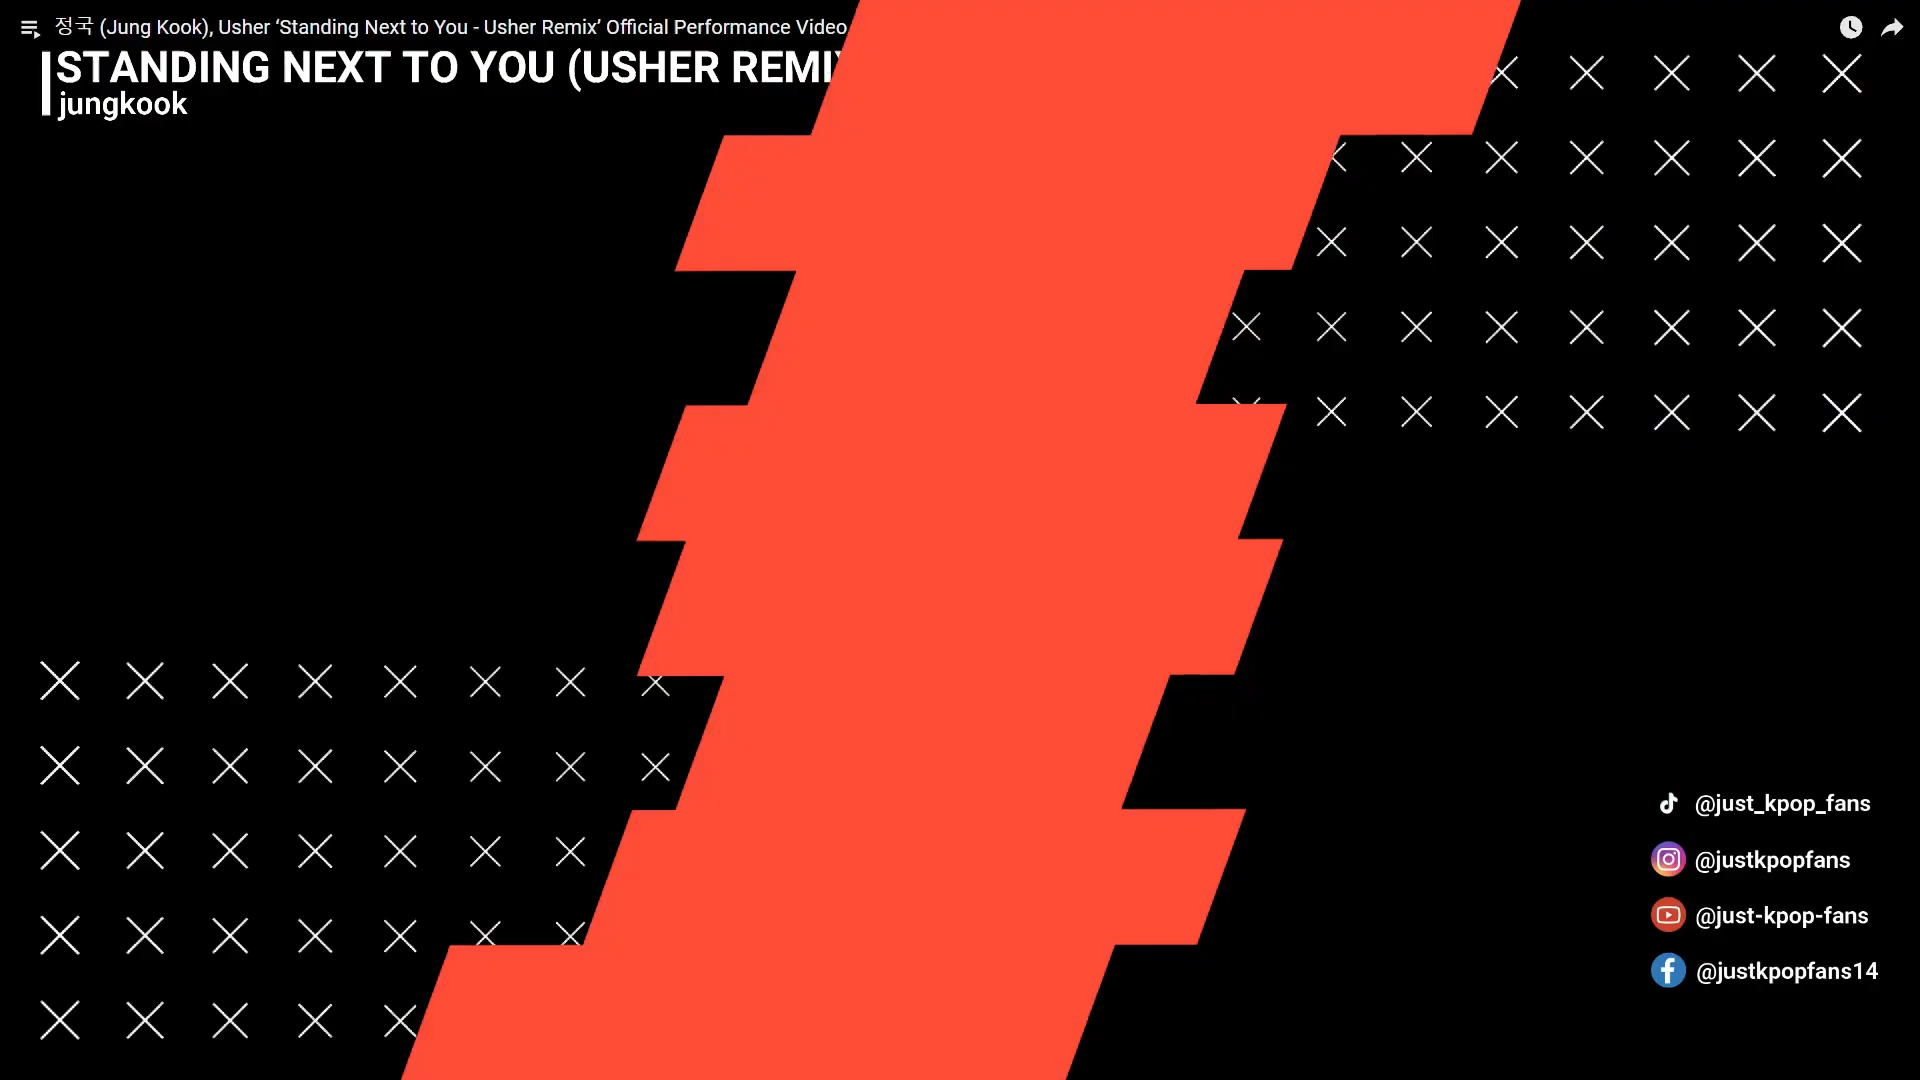 정국 (Jung Kook), Usher ‘Standing Next to You - Usher Remix’ Official Performance Video
STANDING NEXT TO YOU (USHER REMI
jungkook
@just_kpop_fans
@justkpopfans
@just-kpop-fans
@justkpopfans14